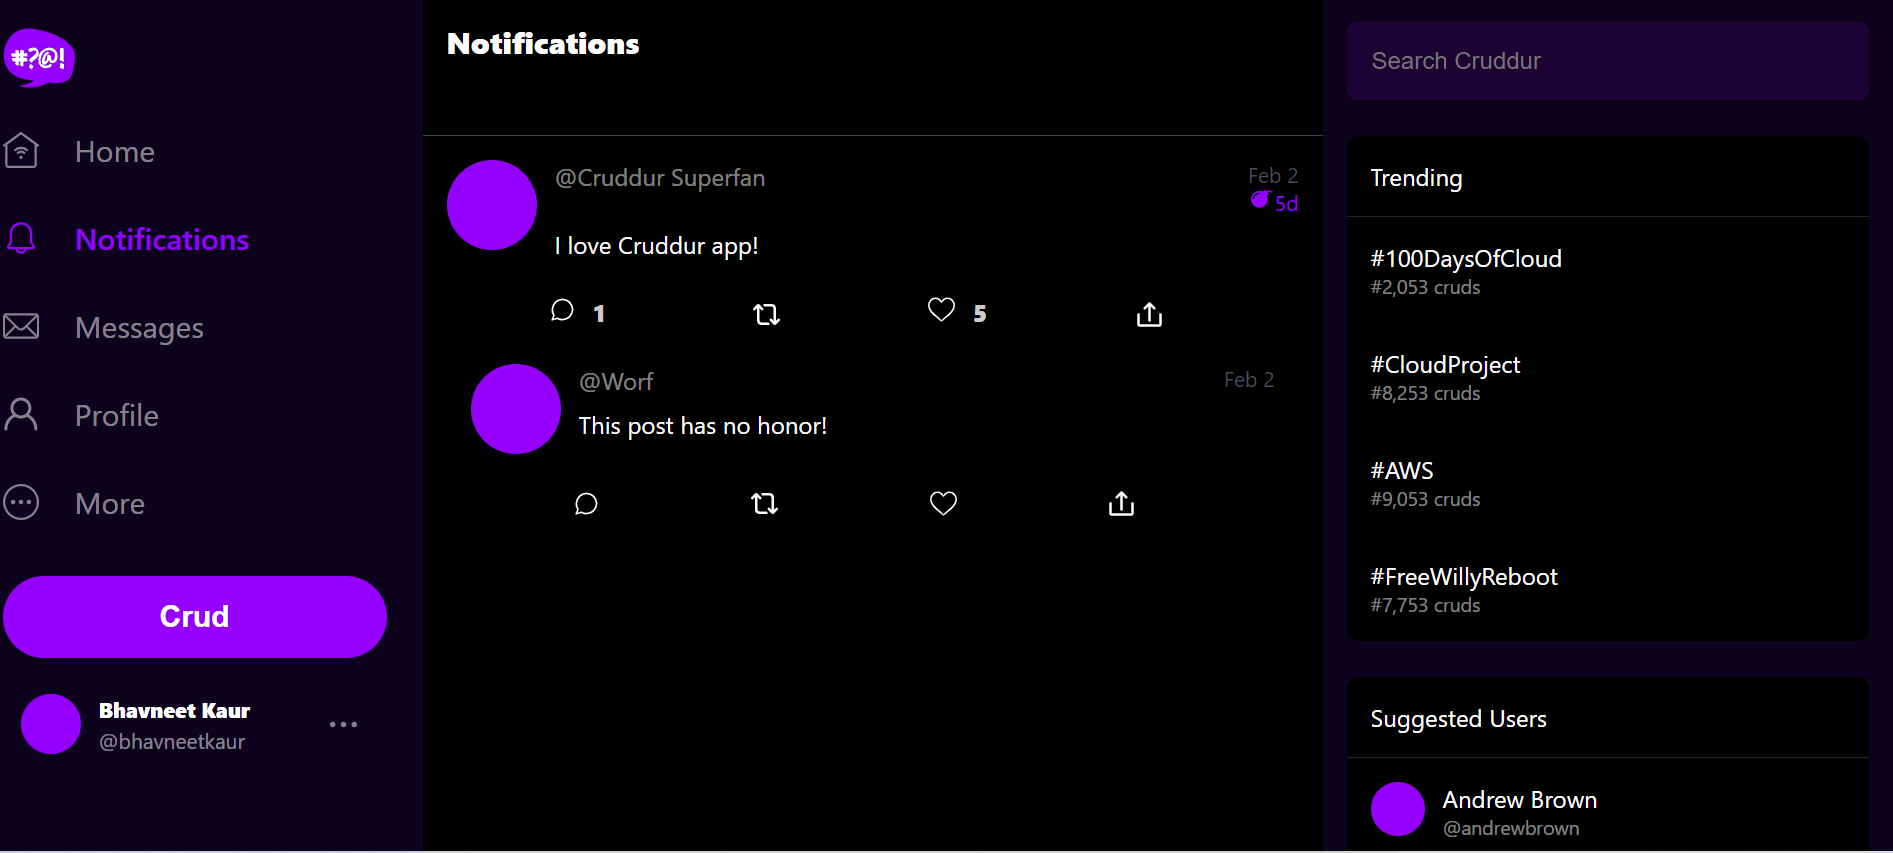 #?@!
Home
Notifications
Messages
Profile
More
Crud
Bhavneet Kaur
@bhavneetkaur
Notifications
@Cruddur Superfan
Feb 2
5d
I love Cruddur app!
1
5
@Worf
Feb 2
This post has no honor!
Search Cruddur
Trending
#100DaysOfCloud
#2,053 cruds
#CloudProject
#8,253 cruds
#AWS
#9,053 cruds
#FreeWillyReboot
#7,753 cruds
Suggested Users
Andrew Brown
@andrewbrown